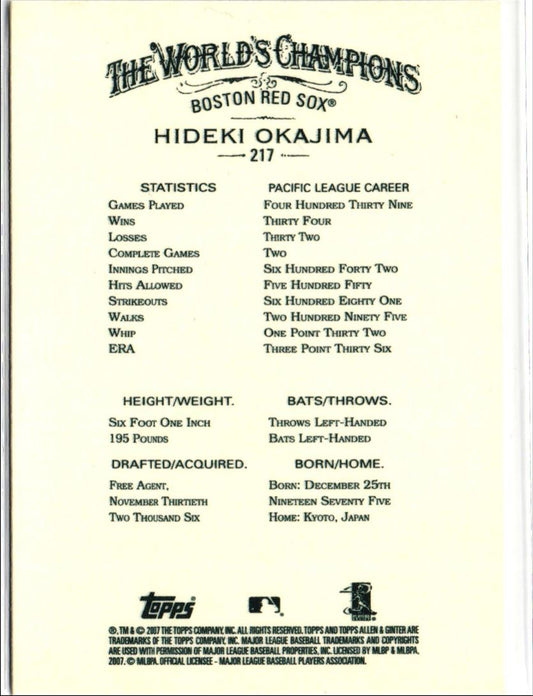 THE WORLD'S CHAMPIONS
BOSTON RED SOX®
HIDEKI OKAJIMA
217
STATISTICS PACIFIC LEAGUE CAREER
GAMES PLAYED FOUR HUNDRED THIRTY NINE
WINS THIRTY FOUR
LOSSES THIRTY TWO
COMPLETE GAMES TWO
INNINGS PITCHED SIX HUNDRED FORTY TWO
HITS ALLOWED FIVE HUNDRED FIFTY
STRIKEOUTS SIX HUNDRED EIGHTY ONE
WALKS TWO HUNDRED NINETY FIVE
WHIP ONE POINT THIRTY TWO
ERA THREE POINT THIRTY SIX
HEIGHT/WEIGHT. BATS/THROWS.
SIX FOOT ONE INCH THROWS LEFT-HANDED
195 POUNDS BATS LEFT-HANDED
DRAFTED/ACQUIRED. BORN/HOME.
FREE AGENT, BORN: DECEMBER 25TH
NOVEMBER THIRTIETH NINETEEN SEVENTY FIVE
TWO THOUSAND SIX HOME: KYOTO, JAPAN
Topps
®, TM & © 2007 THE TOPPS COMPANY, INC. ALL RIGHTS RESERVED. TOPPS AND TOPPS ALLEN & GINTER ARE
TRADEMARKS OF THE TOPPS COMPANY, INC. MAJOR LEAGUE BASEBALL TRADEMARKS AND COPYRIGHTS
ARE USED WITH PERMISSION OF MAJOR LEAGUE BASEBALL PROPERTIES, INC. LICENSED BY MLBP & MLBPA.
2007. © MLBPA. OFFICIAL LICENSEE - MAJOR LEAGUE BASEBALL PLAYERS ASSOCIATION.